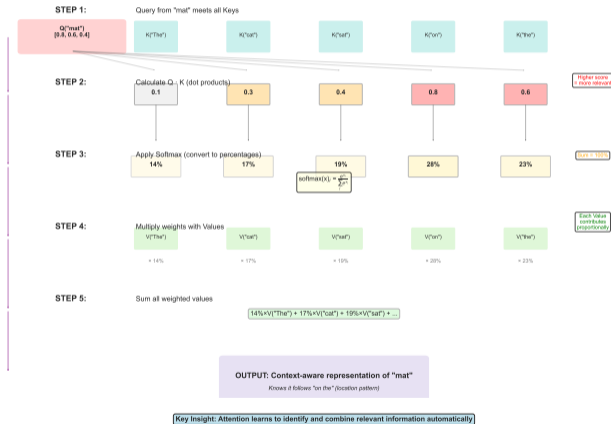 STEP 1: Query from "mat" meets all Keys
Q("mat")
[0.8, 0.6, 0.4]
K("The") K("cat") K("sat") K("on") K("the")
STEP 2: Calculate Q · K (dot products)
0.1 0.3 0.4 0.8 0.6
Higher score
= more relevant
STEP 3: Apply Softmax (convert to percentages)
14% 17% 19% 28% 23%
Sum = 100%
softmax(x)ᵢ =
STEP 4: Multiply weights with Values
Each Value
contributes
proportionally
V("The") V("cat") V("sat") V("on") V("the")
× 14% × 17% × 19% × 28% × 23%
STEP 5: Sum all weighted values
14%×V("The") + 17%×V("cat") + 19%×V("sat") + ...
OUTPUT: Context-aware representation of "mat"
Knows it follows "on the" (location pattern)
Key Insight: Attention learns to identify and combine relevant information automatically